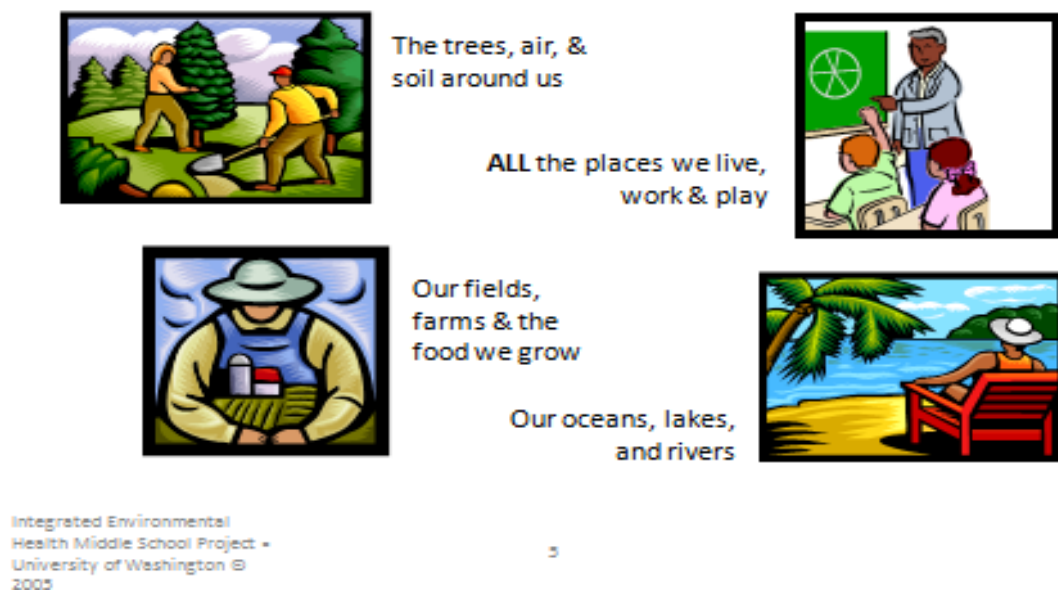 The trees, air, &
soil around us
ALL the places we live,
work & play
Our fields,
farms & the
food we grow
Our oceans, lakes,
and rivers
Integrated Environmental
Health Middle School Project •
University of Washington ©
2005
5